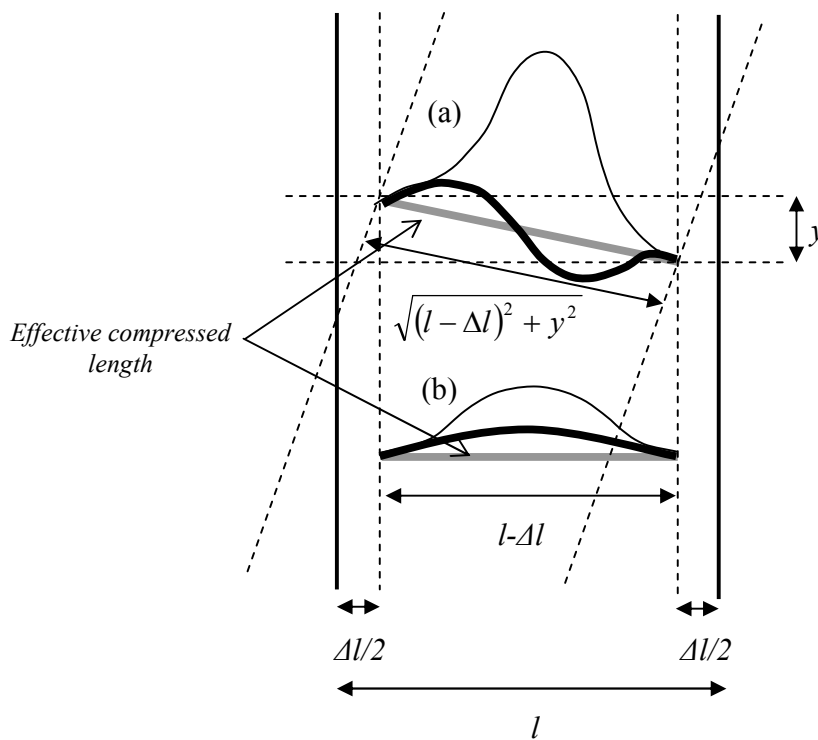 (a)
y
√((l − Δl)² + y²)
Effective compressed
length
(b)
l-Δl
Δl/2
Δl/2
l